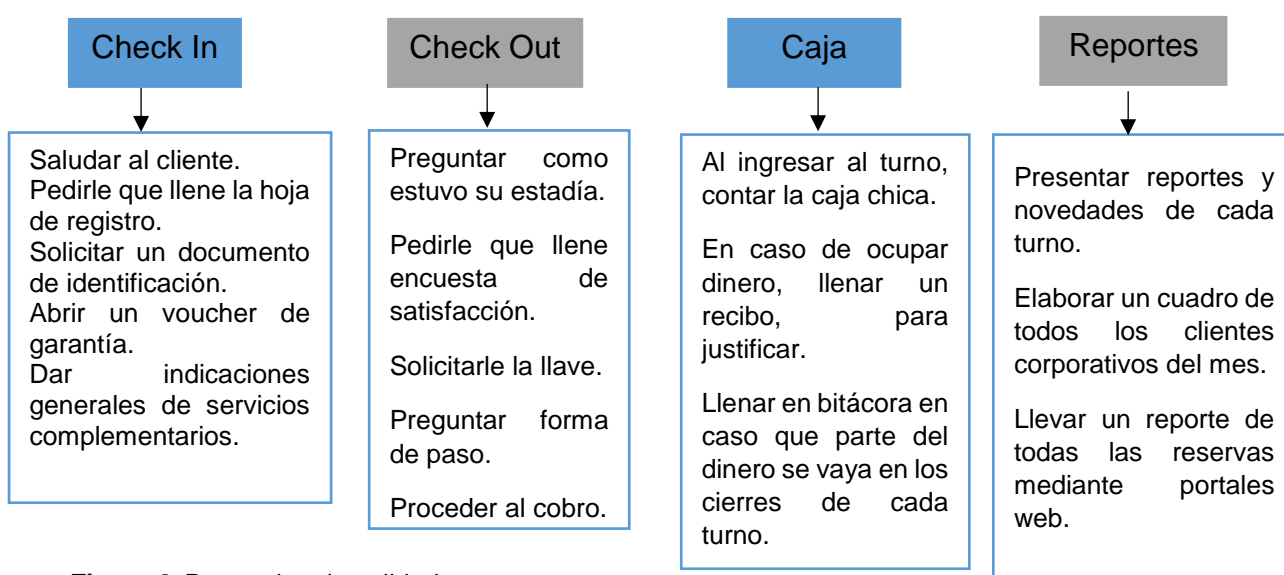 Check In
Saludar al cliente.
Pedirle que llene la hoja
de registro.
Solicitar un documento
de identificación.
Abrir un voucher de
garantía.
Dar indicaciones
generales de servicios
complementarios.
Check Out
Preguntar como
estuvo su estadía.
Pedirle que llene
encuesta de
satisfacción.
Solicitarle la llave.
Preguntar forma
de paso.
Proceder al cobro.
Caja
Al ingresar al turno,
contar la caja chica.
En caso de ocupar
dinero, llenar un
recibo, para
justificar.
Llenar en bitácora en
caso que parte del
dinero se vaya en los
cierres de cada
turno.
Reportes
Presentar reportes y
novedades de cada
turno.
Elaborar un cuadro de
todos los clientes
corporativos del mes.
Llevar un reporte de
todas las reservas
mediante portales
web.